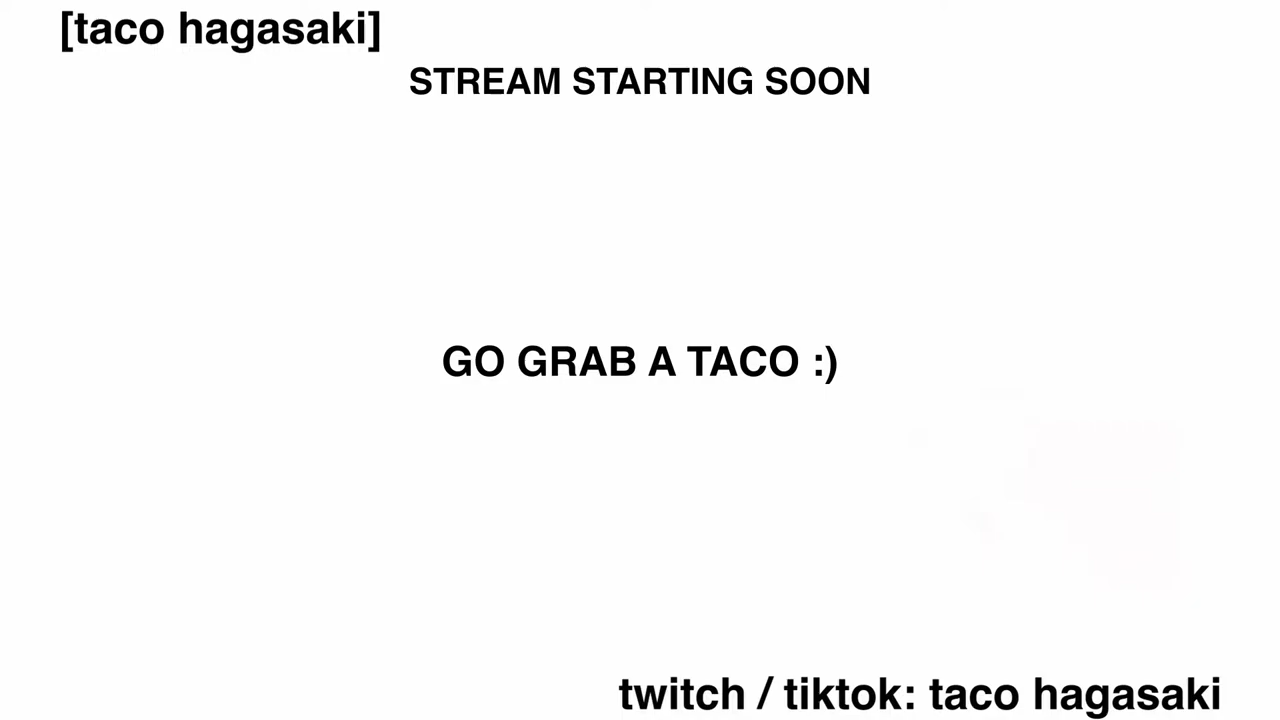 [taco hagasaki]
STREAM STARTING SOON
GO GRAB A TACO :)
twitch / tiktok: taco hagasaki